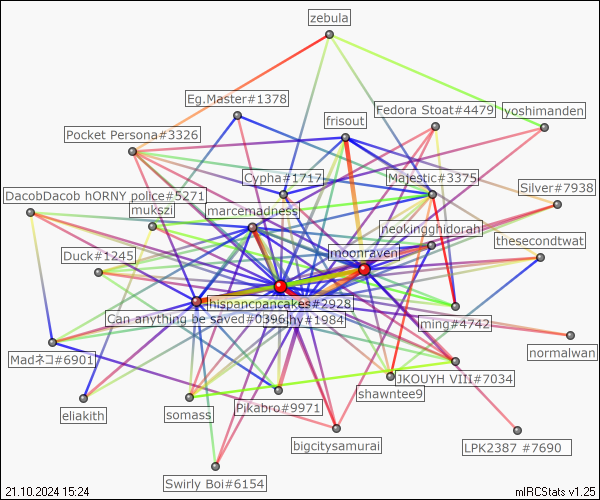 zebula
Eg.Master#1378
Fedora Stoat#4479
yoshimanden
frisout
Pocket Persona#3326
Cypha#1717
Majestic#3375
Silver#7938
DacobDacob hORNY police#5271
mukszi
marcemadness
neokingghidorah
thesecondtwat
Duck#1245
moonraven
hispancpancakes#2928
Can anything be saved#0396
hy#1984
ming#4742
normalwan
Madネコ#6901
JKOUYH VIII#7034
shawntee9
eliakith
somass
Pikabro#9971
bigcitysamurai
LPK2387 #7690
Swirly Boi#6154
21.10.2024 15:24
mIRCStats v1.25